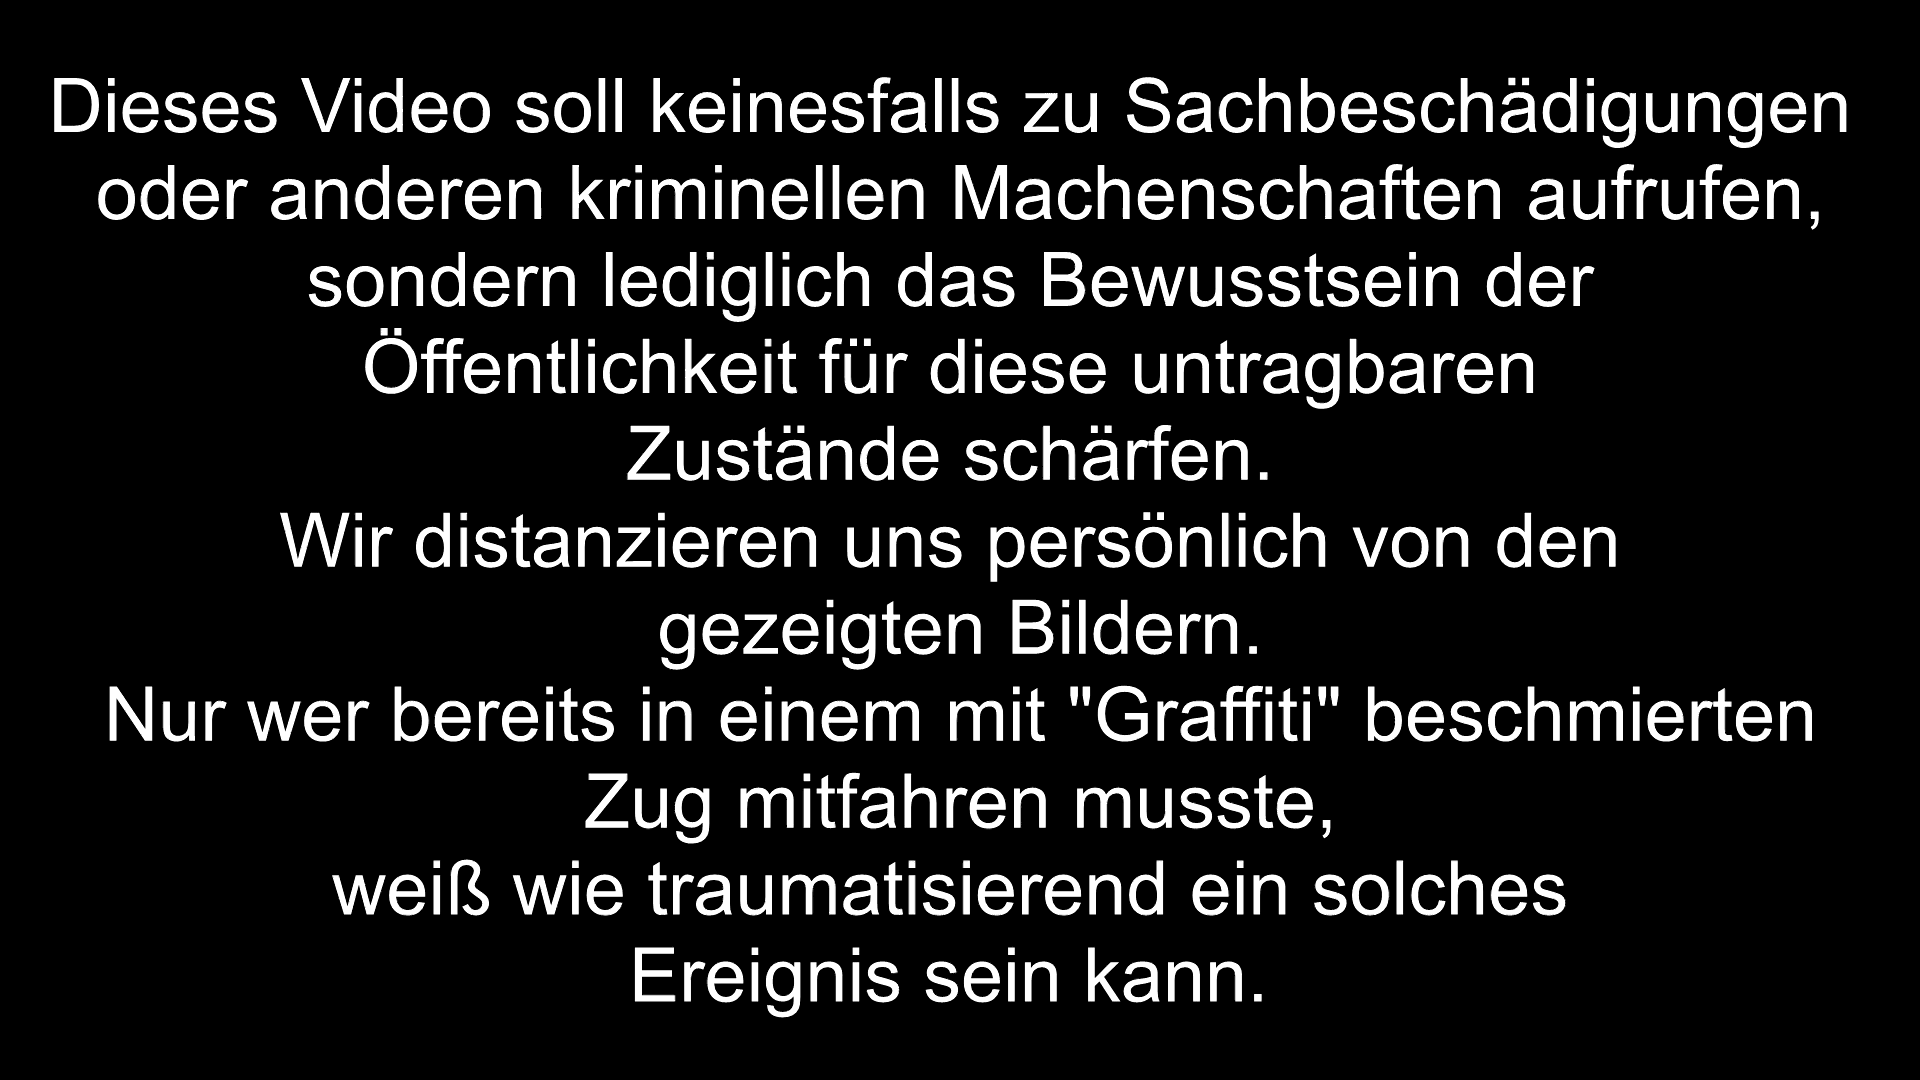 Dieses Video soll keinesfalls zu Sachbeschädigungen
oder anderen kriminellen Machenschaften aufrufen,
sondern lediglich das Bewusstsein der
Öffentlichkeit für diese untragbaren
Zustände schärfen.
Wir distanzieren uns persönlich von den
gezeigten Bildern.
Nur wer bereits in einem mit "Graffiti" beschmierten
Zug mitfahren musste,
weiß wie traumatisierend ein solches
Ereignis sein kann.